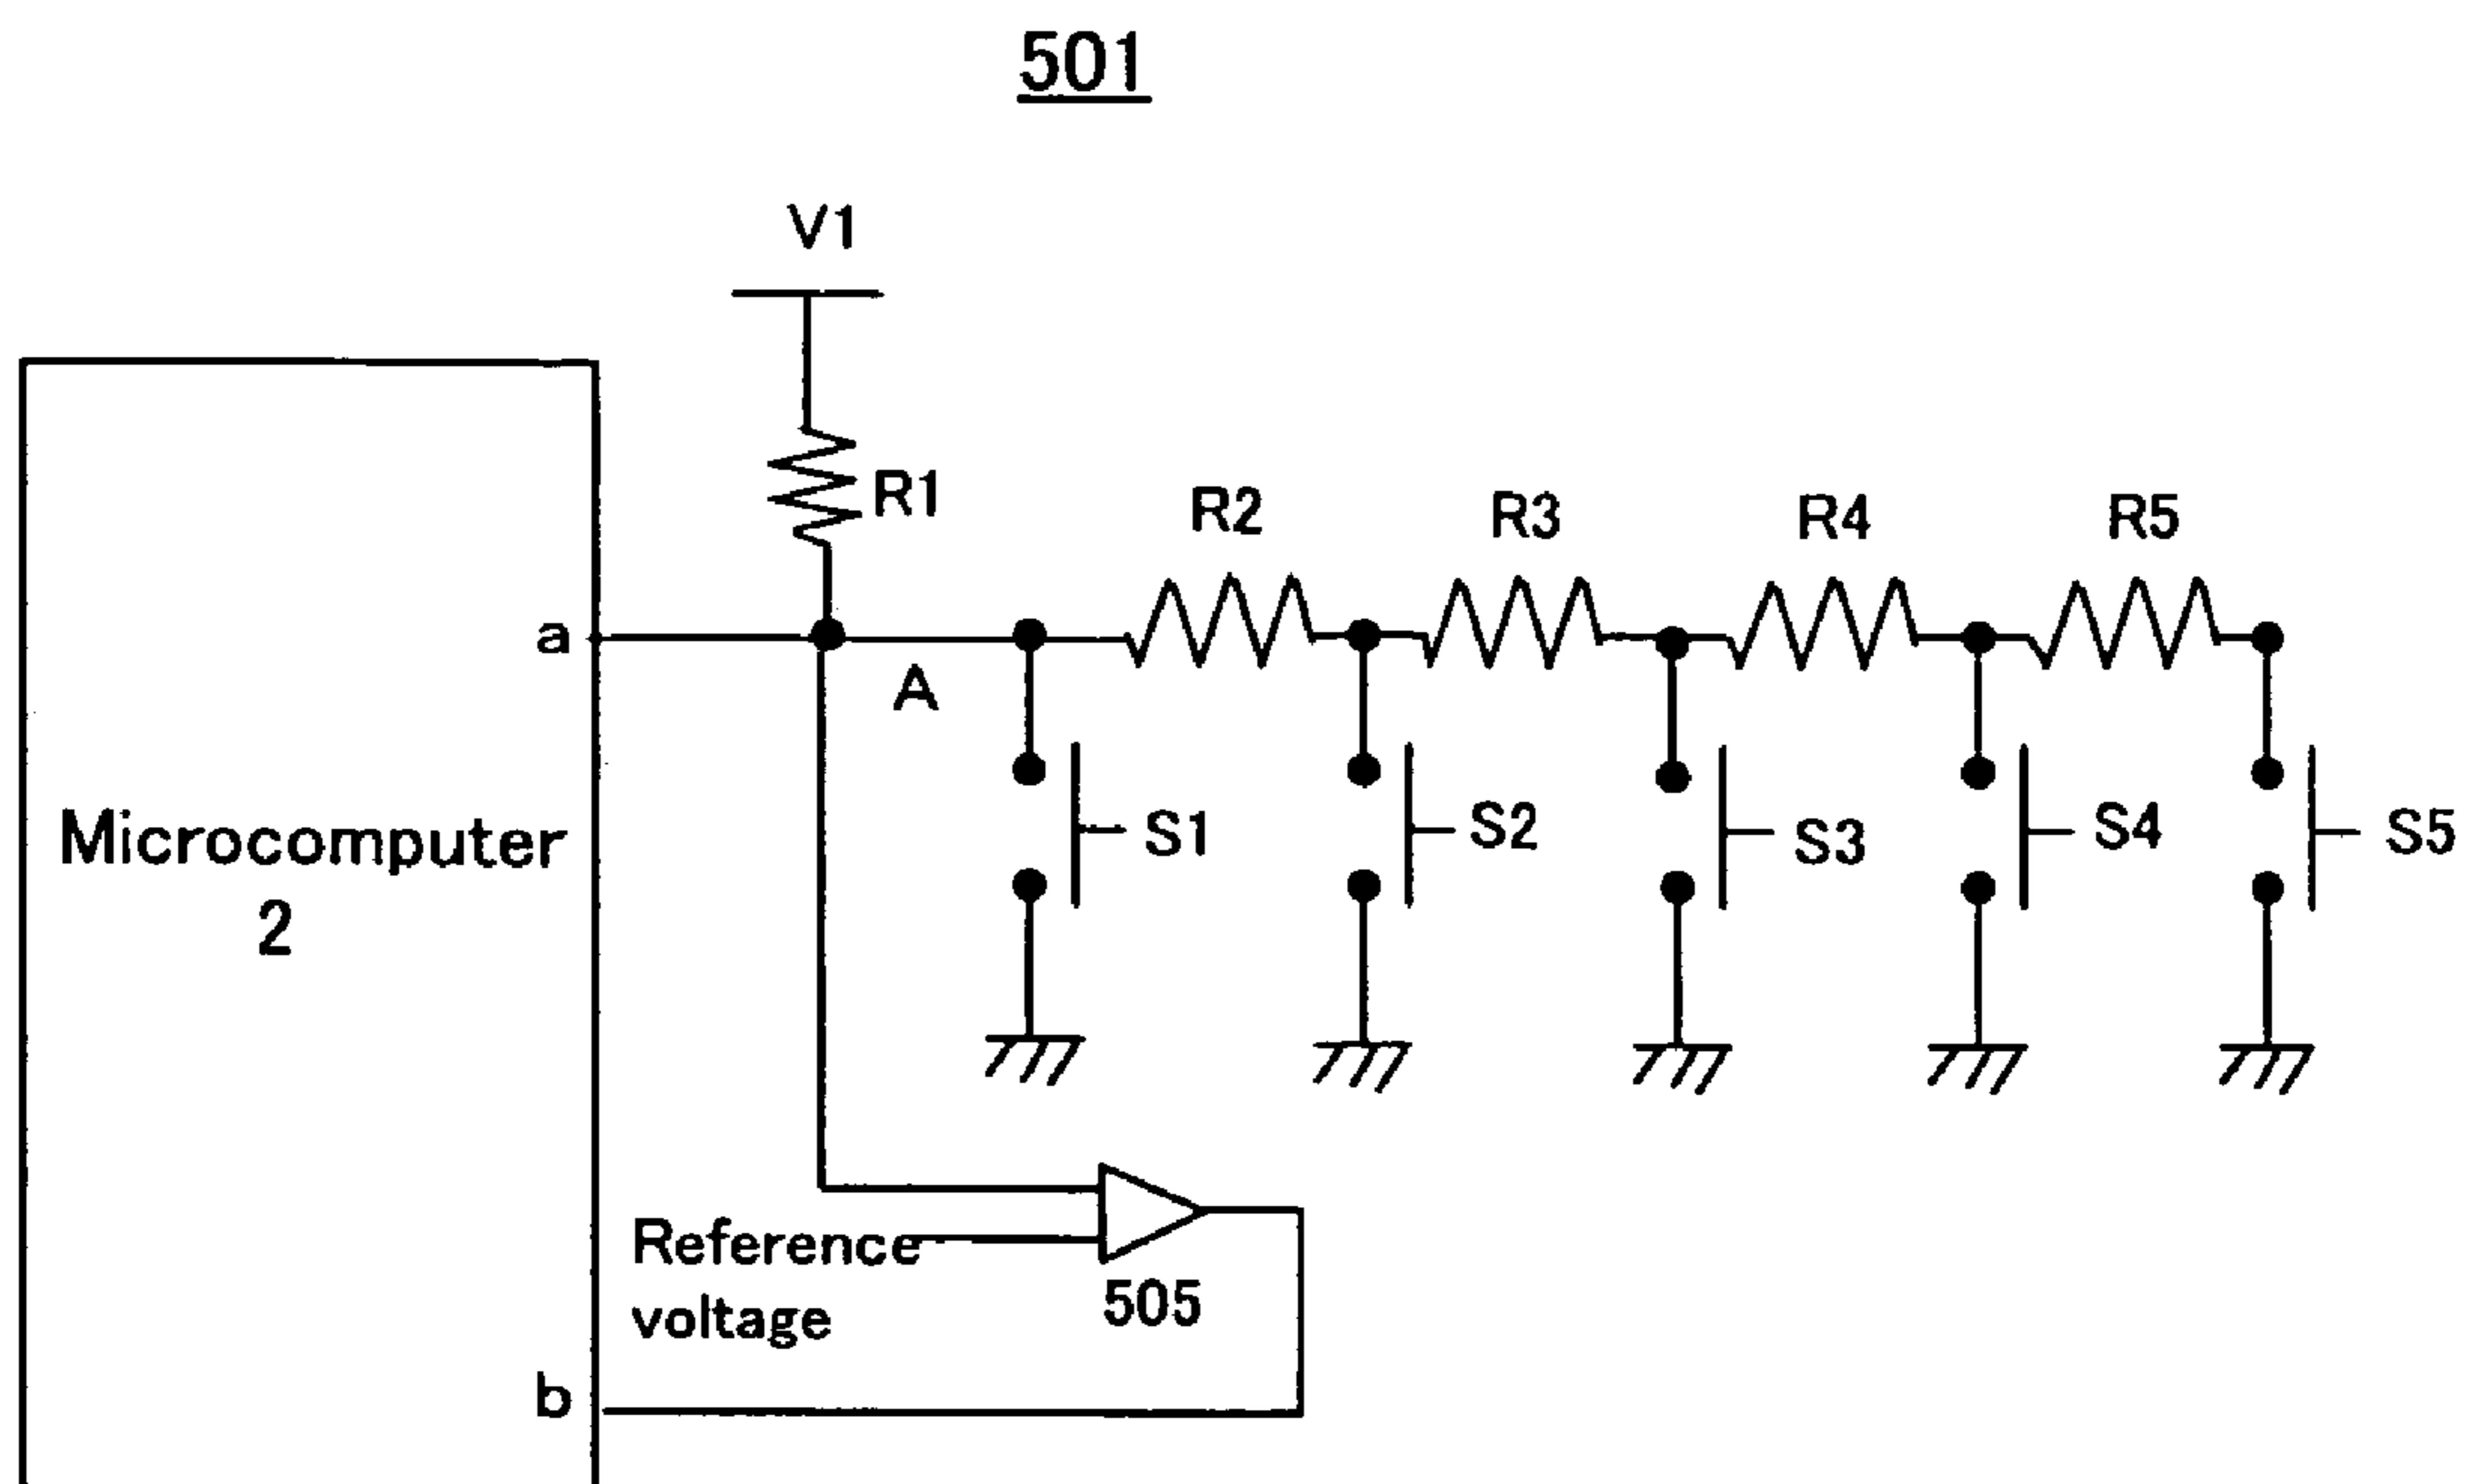 501
V1
R1
R2
R3
R4
R5
a
A
S1
S2
S3
S4
S5
Microcomputer
2
Reference
voltage
505
b